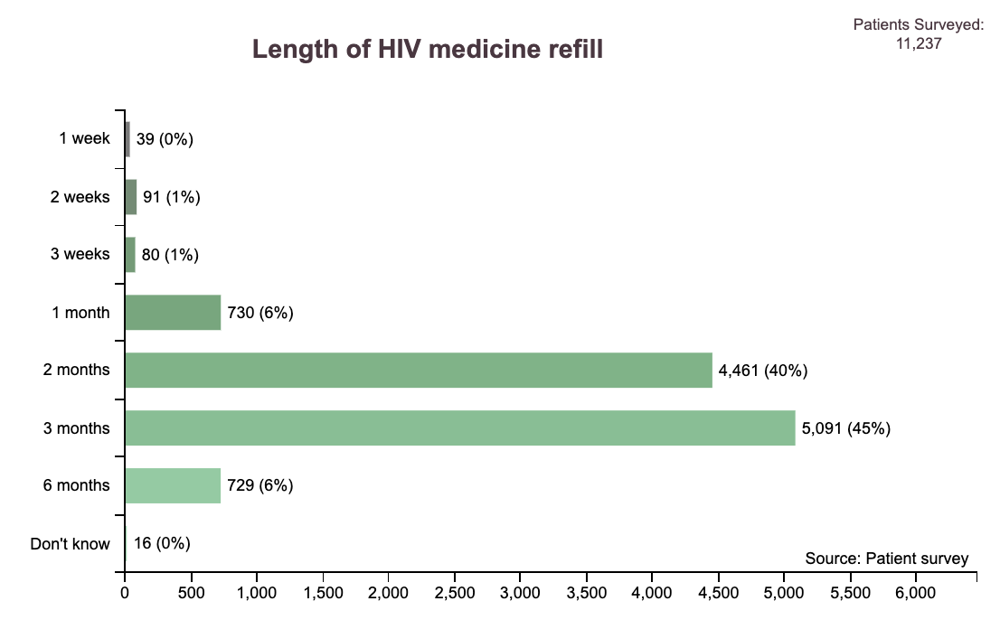 Patients Surveyed:
11,237
Length of HIV medicine refill
1 week 39 (0%)
2 weeks 91 (1%)
3 weeks 80 (1%)
1 month 730 (6%)
2 months 4,461 (40%)
3 months 5,091 (45%)
6 months 729 (6%)
Don't know 16 (0%)
Source: Patient survey
0 500 1,000 1,500 2,000 2,500 3,000 3,500 4,000 4,500 5,000 5,500 6,000